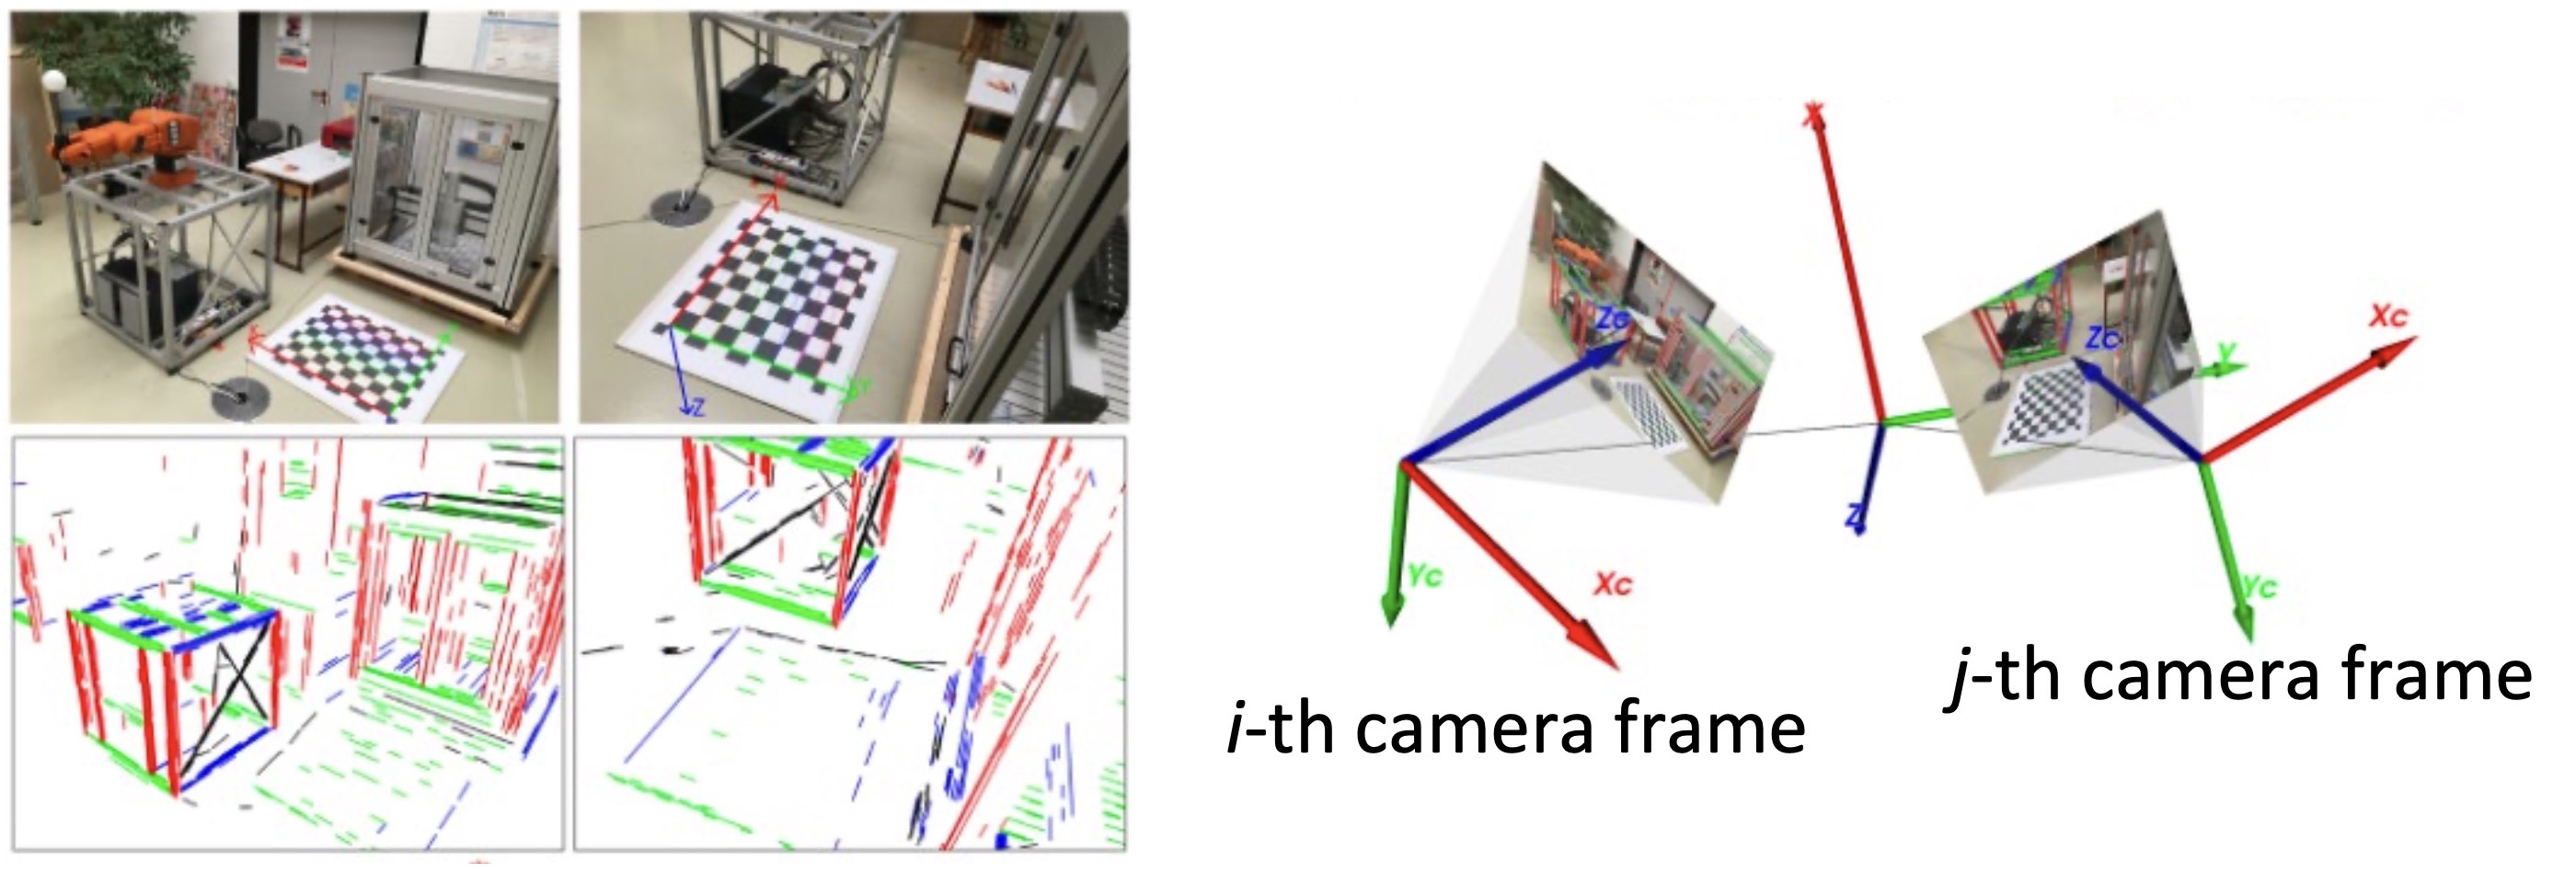 X
Z
Y
X
Zc
Zc
Y
Xc
Z
Yc
Xc
Yc
i-th camera frame
j-th camera frame